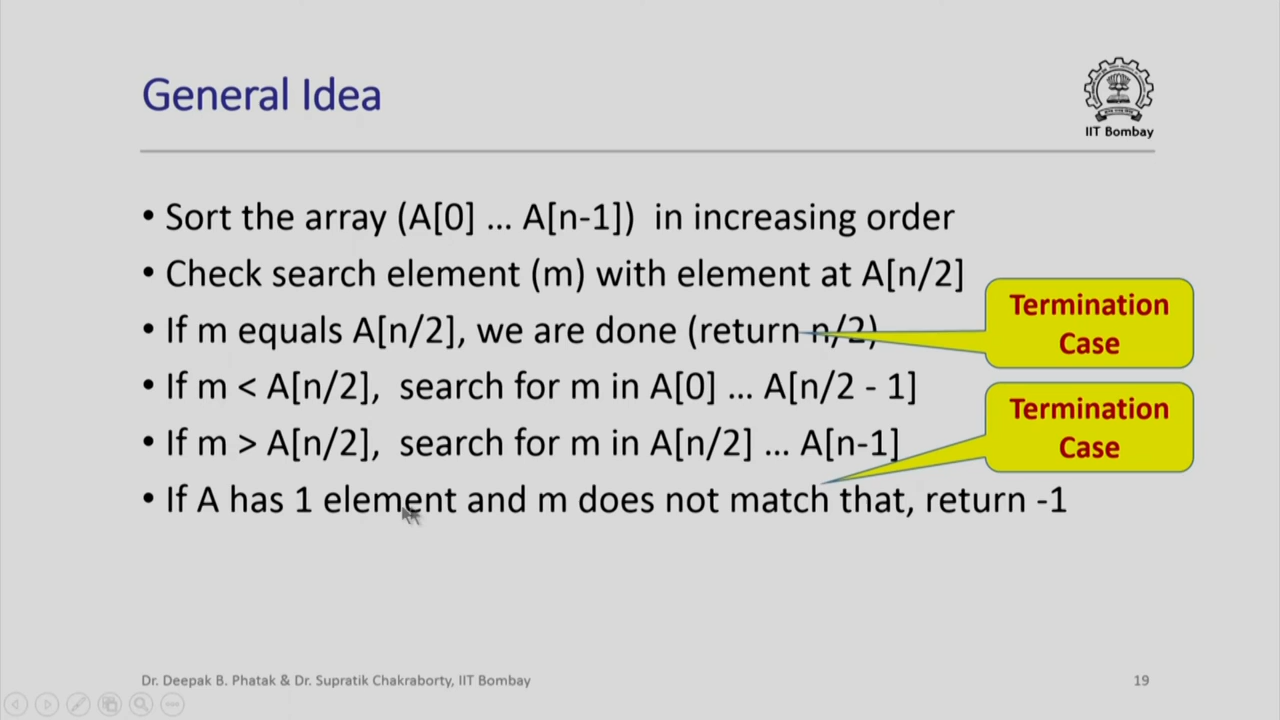 General Idea
IIT Bombay
• Sort the array (A[0] ... A[n-1])  in increasing order
• Check search element (m) with element at A[n/2]
• If m equals A[n/2], we are done (return n/2)
Termination
Case
• If m < A[n/2],  search for m in A[0] ... A[n/2 - 1]
• If m > A[n/2],  search for m in A[n/2] ... A[n-1]
Termination
Case
• If A has 1 element and m does not match that, return -1
Dr. Deepak B. Phatak & Dr. Supratik Chakraborty, IIT Bombay
19